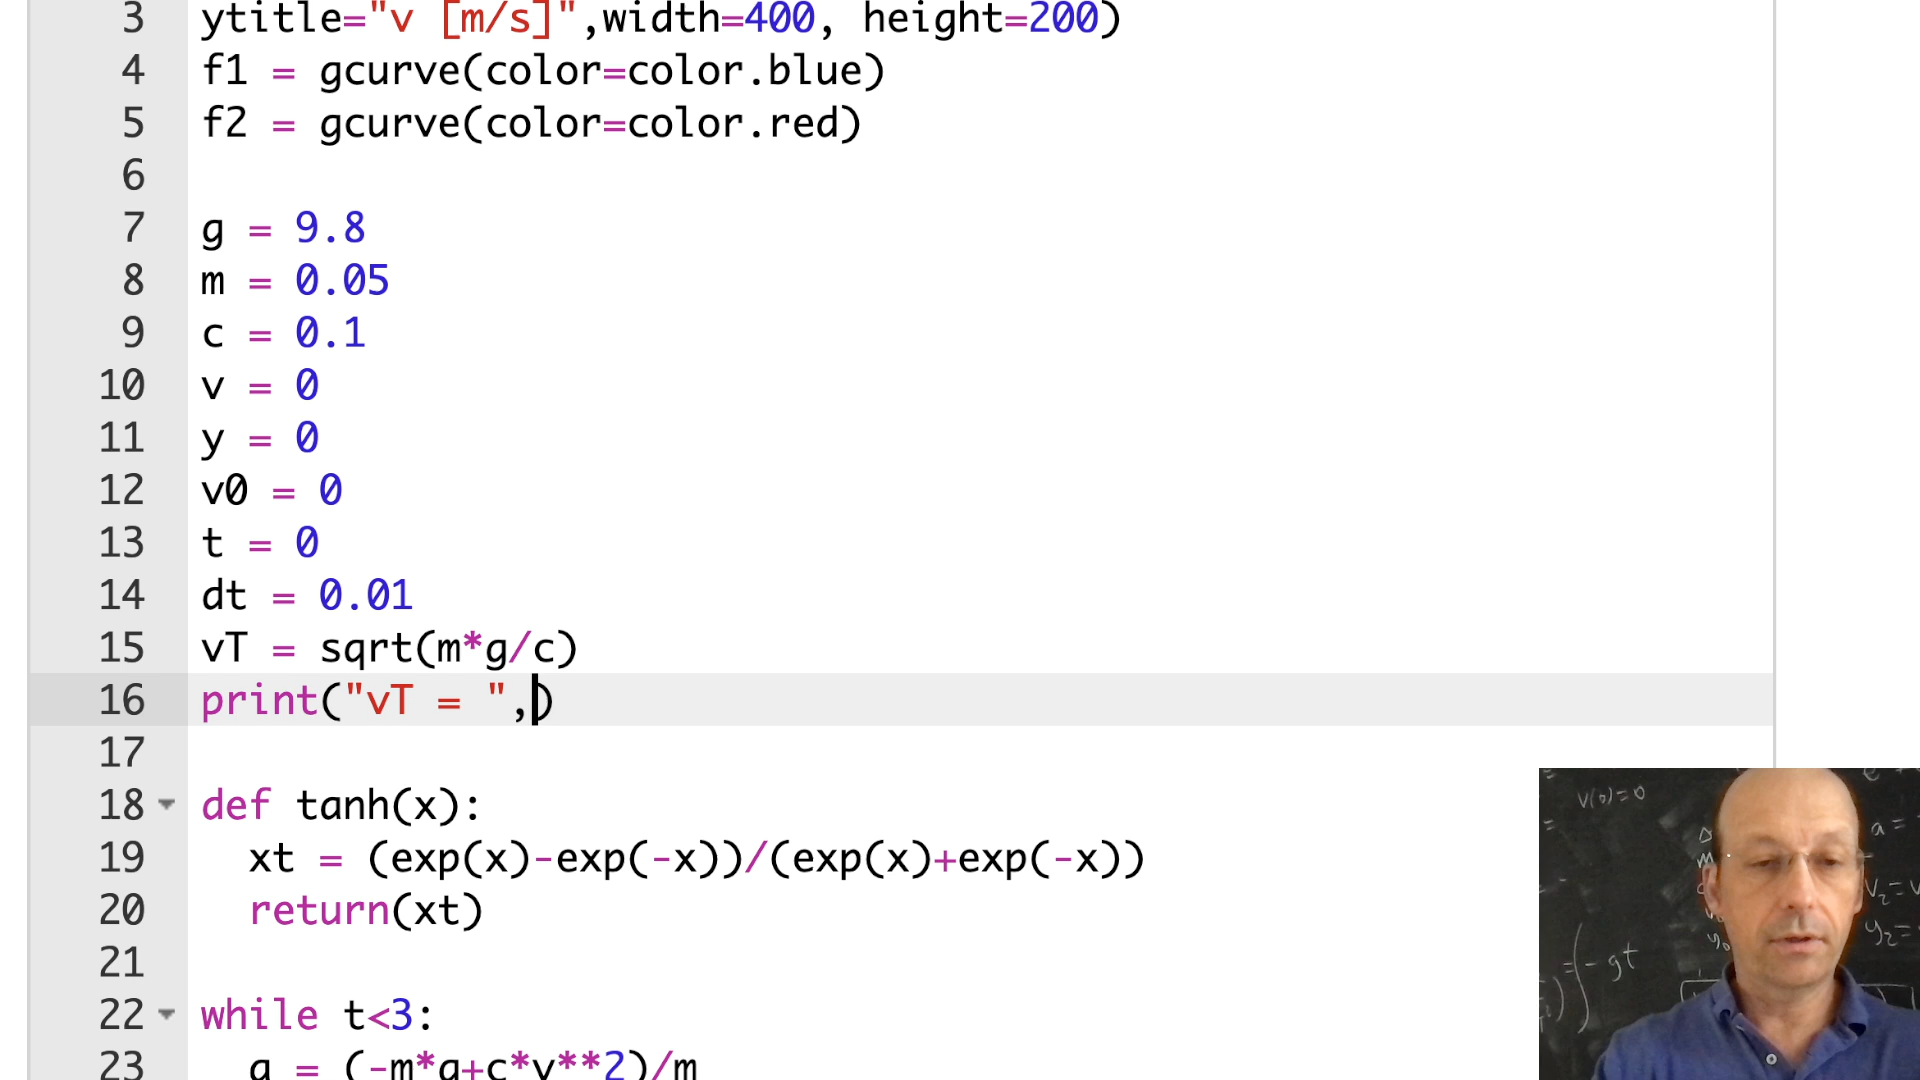 3 ytitle="v [m/s]",width=400, height=200)
4 f1 = gcurve(color=color.blue)
5 f2 = gcurve(color=color.red)
6
7 g = 9.8
8 m = 0.05
9 c = 0.1
10 v = 0
11 y = 0
12 v0 = 0
13 t = 0
14 dt = 0.01
15 vT = sqrt(m*g/c)
16 print("vT = ",)
17
18 def tanh(x):
19 xt = (exp(x)-exp(-x))/(exp(x)+exp(-x))
20 return(xt)
21
22 while t<3:
23 a = (-m*g+c*v**2)/m
v(0)=0
a =
= - gt